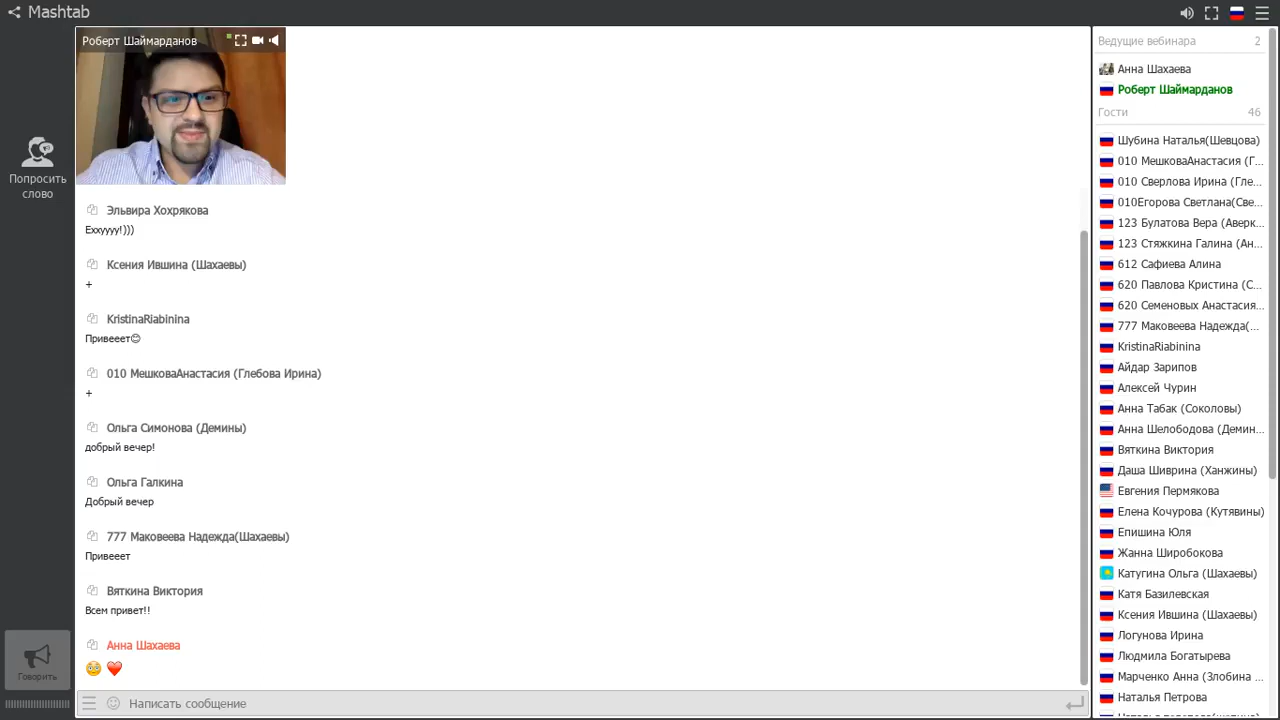 Mashtab
Роберт Шаймарданов
Попросить
слово
Эльвира Хохрякова
Еххуууу!)))
Ксения Ившина (Шахаевы)
+
KristinaRiabinina
Привееет😊
010 МешковаАнастасия (Глебова Ирина)
+
Ольга Симонова (Демины)
добрый вечер!
Ольга Галкина
Добрый вечер
777 Маковеева Надежда(Шахаевы)
Привееет
Вяткина Виктория
Всем привет!!
Анна Шахаева
😊 ❤️
Говорить
Написать сообщение
Ведущие вебинара 2
Анна Шахаева
Роберт Шаймарданов
Гости 46
Шубина Наталья(Шевцова)
010 МешковаАнастасия (Г...
010 Сверлова Ирина (Гле...
010Егорова Светлана(Све...
123 Булатова Вера (Аверк...
123 Стяжкина Галина (Ан...
612 Сафиева Алина
620 Павлова Кристина (С...
620 Семеновых Анастасия...
777 Маковеева Надежда(...
KristinaRiabinina
Айдар Зарипов
Алексей Чурин
Анна Табак (Соколовы)
Анна Шелободова (Демин...
Вяткина Виктория
Даша Шиврина (Ханжины)
Евгения Пермякова
Елена Кочурова (Кутявины)
Епишина Юля
Жанна Широбокова
Катугина Ольга (Шахаевы)
Катя Базилевская
Ксения Ившина (Шахаевы)
Логунова Ирина
Людмила Богатырева
Марченко Анна (Злобина ...
Наталья Петрова